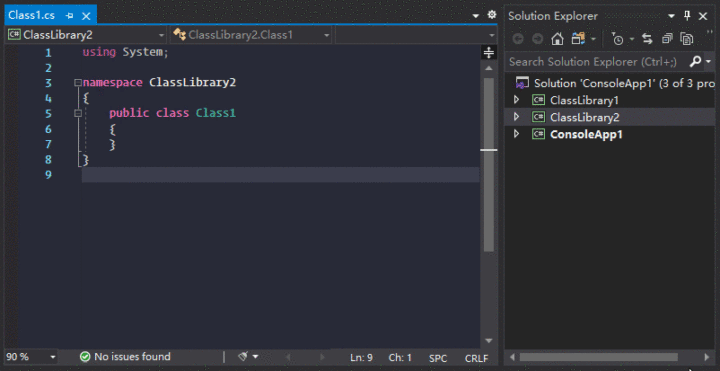 Class1.cs
Solution Explorer
ClassLibrary2
ClassLibrary2.Class1
1 using System;
2
3 namespace ClassLibrary2
4 {
5 public class Class1
6 {
7 }
8 }
9
Search Solution Explorer (Ctrl+;)
Solution 'ConsoleApp1' (3 of 3 pro
ClassLibrary1
ClassLibrary2
ConsoleApp1
90 %
No issues found
Ln: 9
Ch: 1
SPC
CRLF